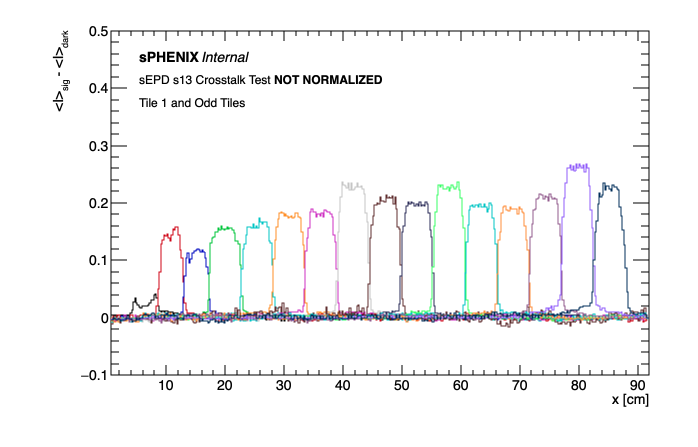 0.5
<I>sig - <I>dark
sPHENIX Internal
sEPD s13 Crosstalk Test NOT NORMALIZED
0.4
Tile 1 and Odd Tiles
0.3
0.2
0.1
0
−0.1
10 20 30 40 50 60 70 80 90
x [cm]